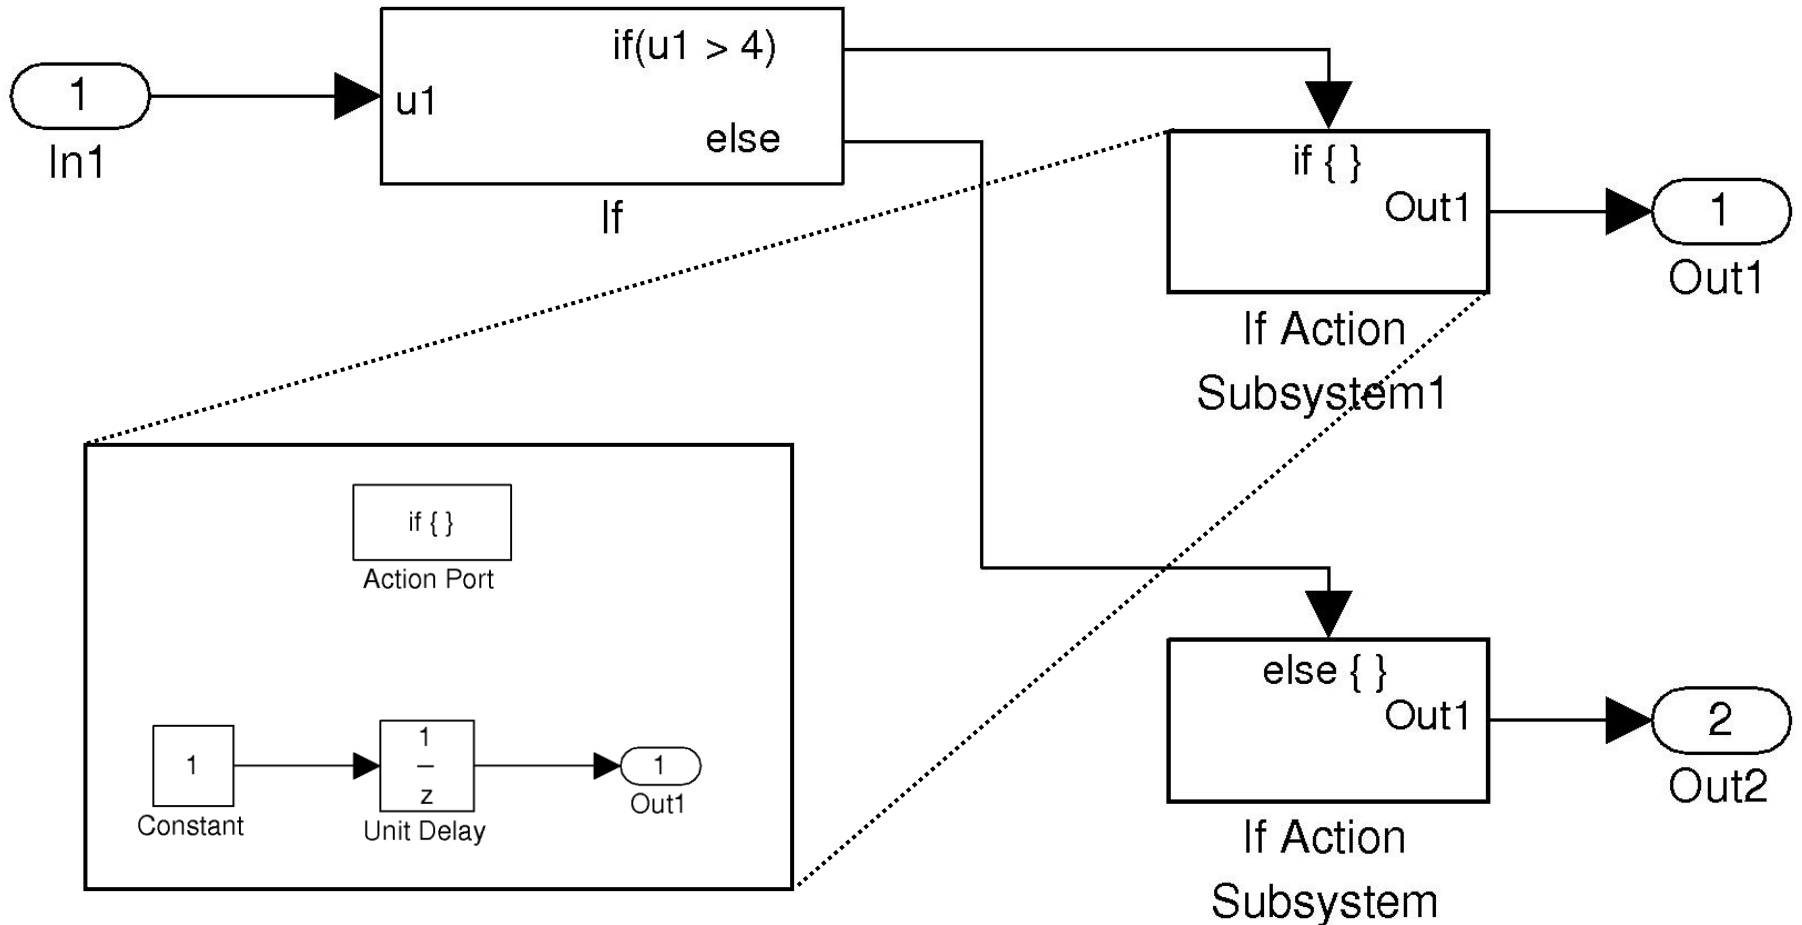 1
In1
u1
if(u1 > 4)
else
If
if { }
Out1
If Action
Subsystem1
1
Out1
if { }
Action Port
1
Constant
1
z
Unit Delay
1
Out1
else { }
Out1
If Action
Subsystem
2
Out2